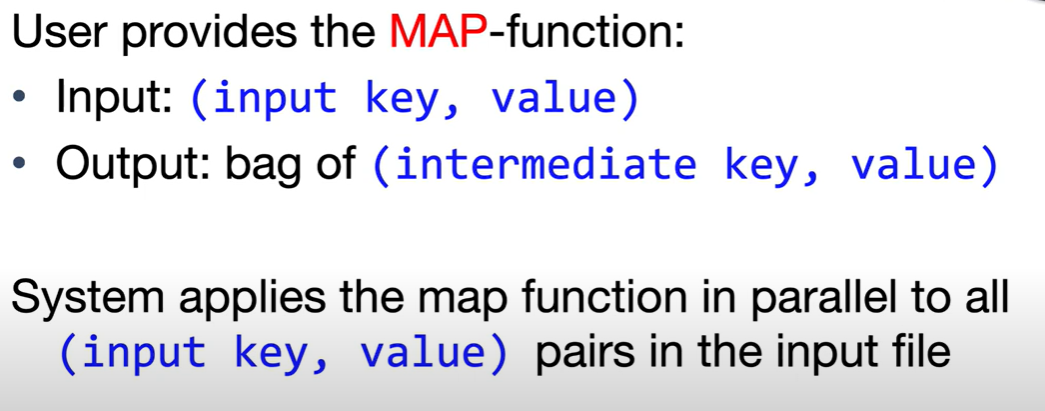 User provides the MAP-function:
• Input: (input key, value)
• Output: bag of (intermediate key, value)
System applies the map function in parallel to all
(input key, value) pairs in the input file